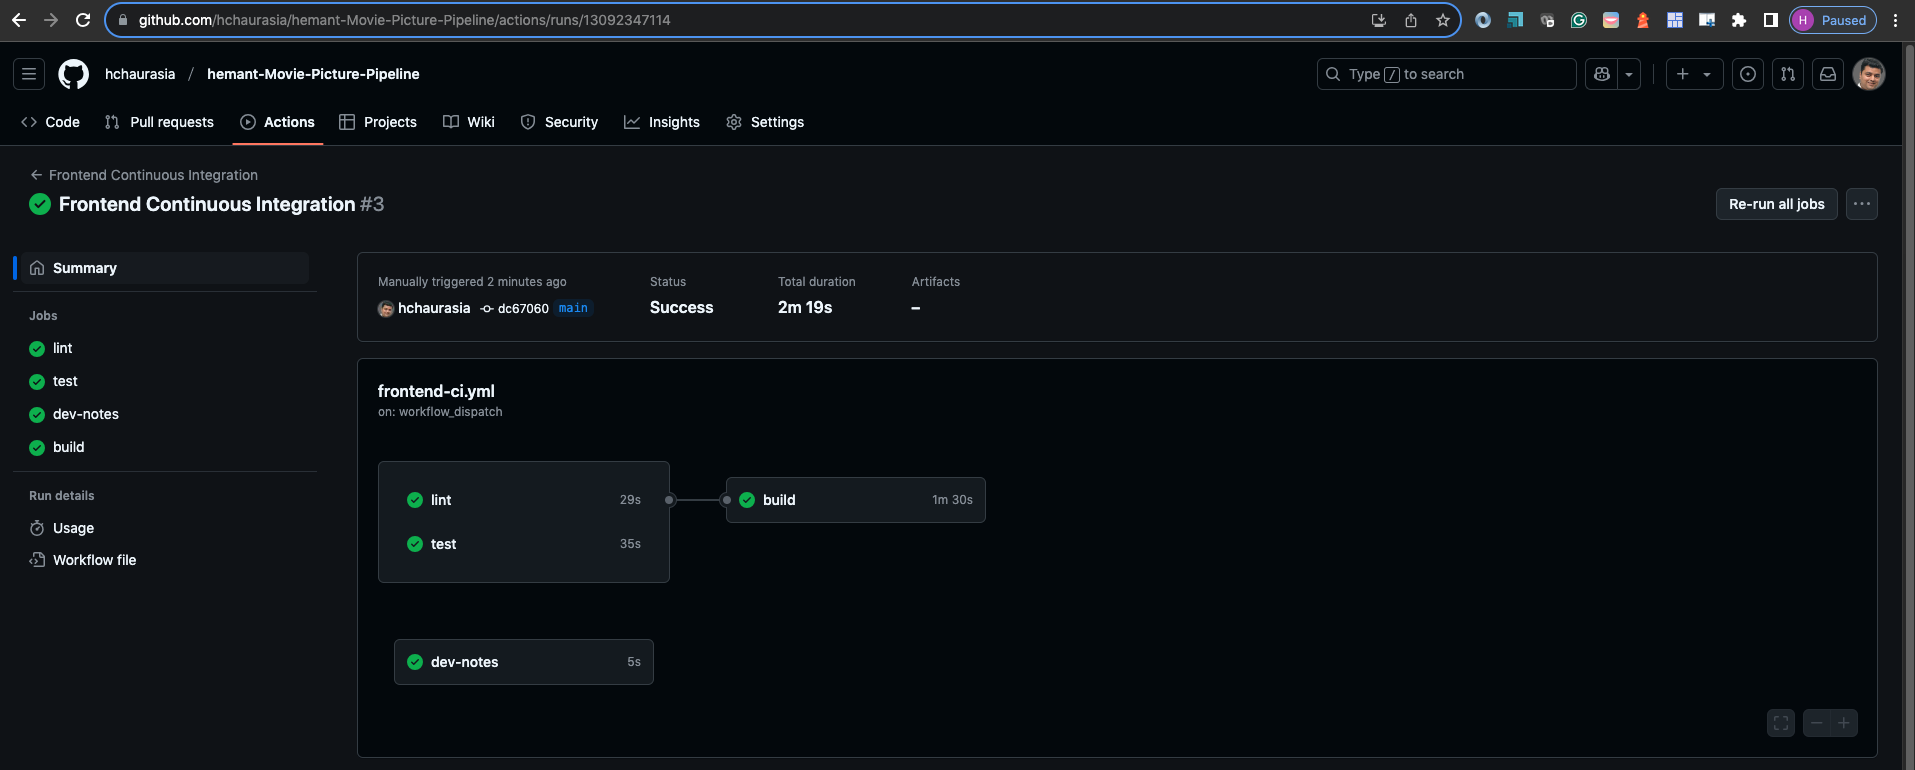 github.com/hchaurasia/hemant-Movie-Picture-Pipeline/actions/runs/13092347114
H Paused
hchaurasia / hemant-Movie-Picture-Pipeline
Type / to search
Code Pull requests Actions Projects Wiki Security Insights Settings
Frontend Continuous Integration
Frontend Continuous Integration #3
Re-run all jobs
Summary
Jobs
lint
test
dev-notes
build
Run details
Usage
Workflow file
Manually triggered 2 minutes ago
hchaurasia dc67060 main
Status
Success
Total duration
2m 19s
Artifacts
–
frontend-ci.yml
on: workflow_dispatch
lint 29s
test 35s
build 1m 30s
dev-notes 5s